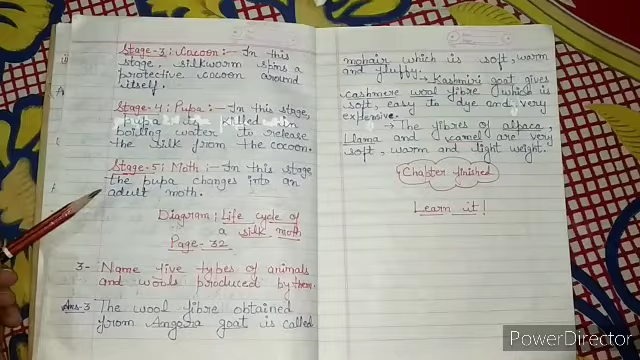 Stage-3: Cocoon:- In this
stage, silkworm spins a
protective cocoon around
itself.
Stage-4: Pupa:- In this stage,
pupa is killed in
boiling water to release
the silk from the cocoon.
Stage-5: Moth:- In this stage
the pupa changes into an
adult moth.
Diagram: Life cycle of
a silk moth
Page-32
3- Name five types of animals
and wools produced by them.
Ans-3 The wool fibre obtained
from Angora goat is called
mohair which is soft, warm
and fluffy.
→ Kashmiri goat gives
cashmere wool fibre which is
soft, easy to dye and very
expensive.
→ The fibres of alpaca,
llama and camel are very
soft, warm and light weight.
Chapter finished
Learn it!
PowerDirector